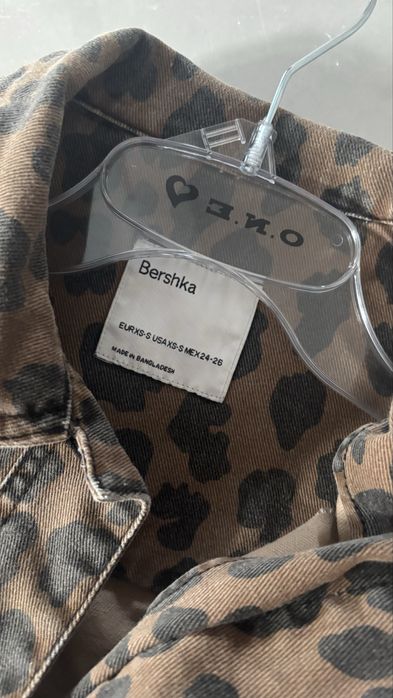 O.N.E ♥
Bershka
EUR XS-S USA XS-S MEX 24-26
MADE IN BANGLADESH